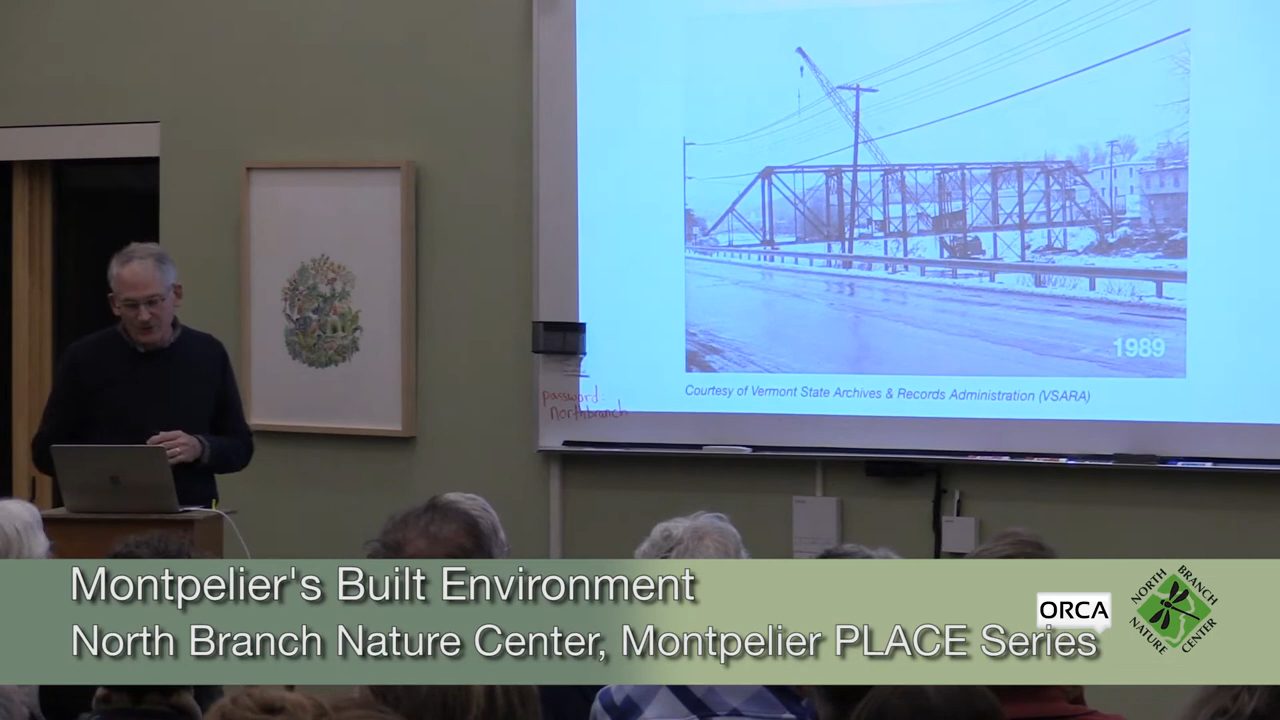 1989
Courtesy of Vermont State Archives & Records Administration (VSARA)
password:
northbranch
Montpelier's Built Environment
North Branch Nature Center, Montpelier PLACE Series
ORCA
NORTH BRANCH
NATURE CENTER